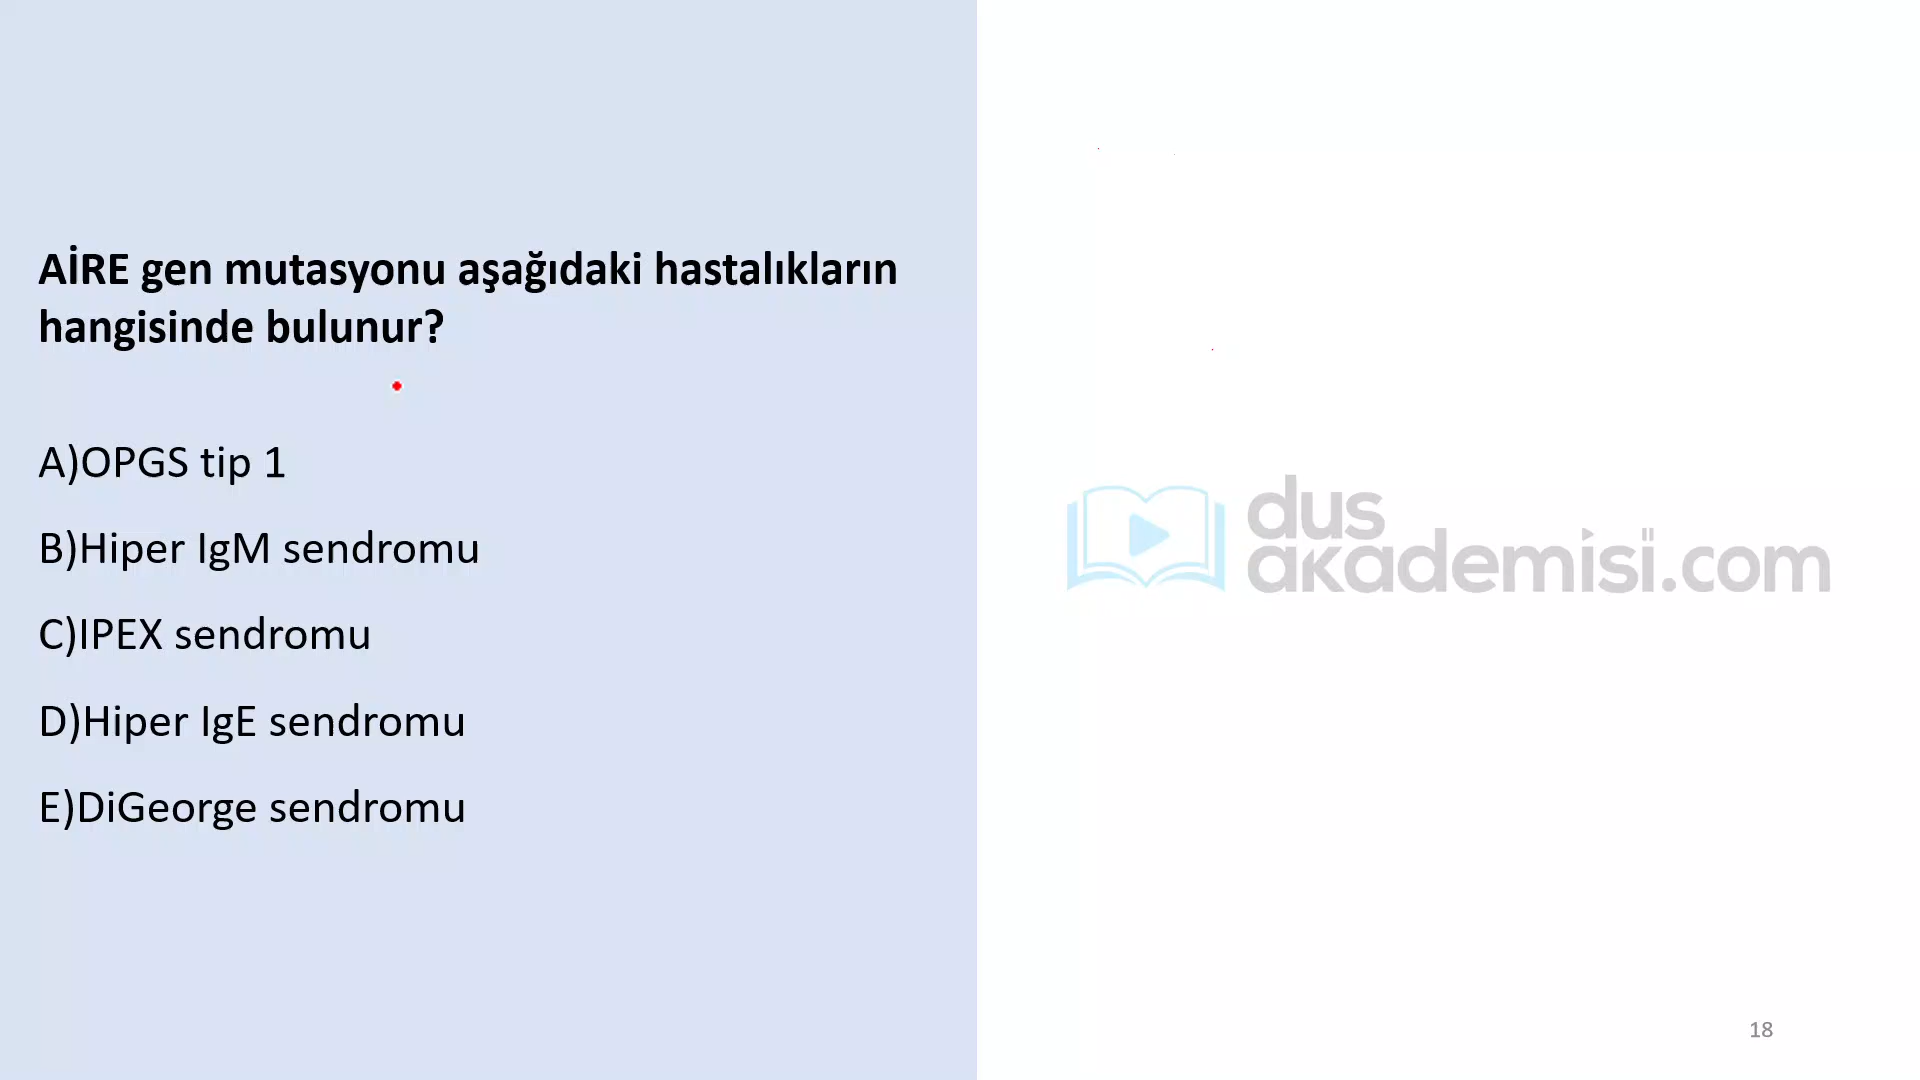 AİRE gen mutasyonu aşağıdaki hastalıkların
hangisinde bulunur?
A)OPGS tip 1
B)Hiper IgM sendromu
C)IPEX sendromu
D)Hiper IgE sendromu
E)DiGeorge sendromu
dus
akademisi.com
18